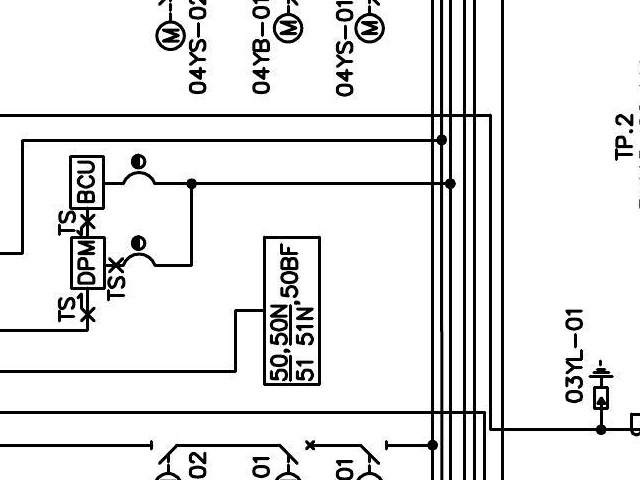 M
M
M
04YS-02
04YB-01
04YS-01
TP.2
BCU
TS
DPM
TS
TS
50,50N,50BF
51 51N
03YL-01
02
01
01